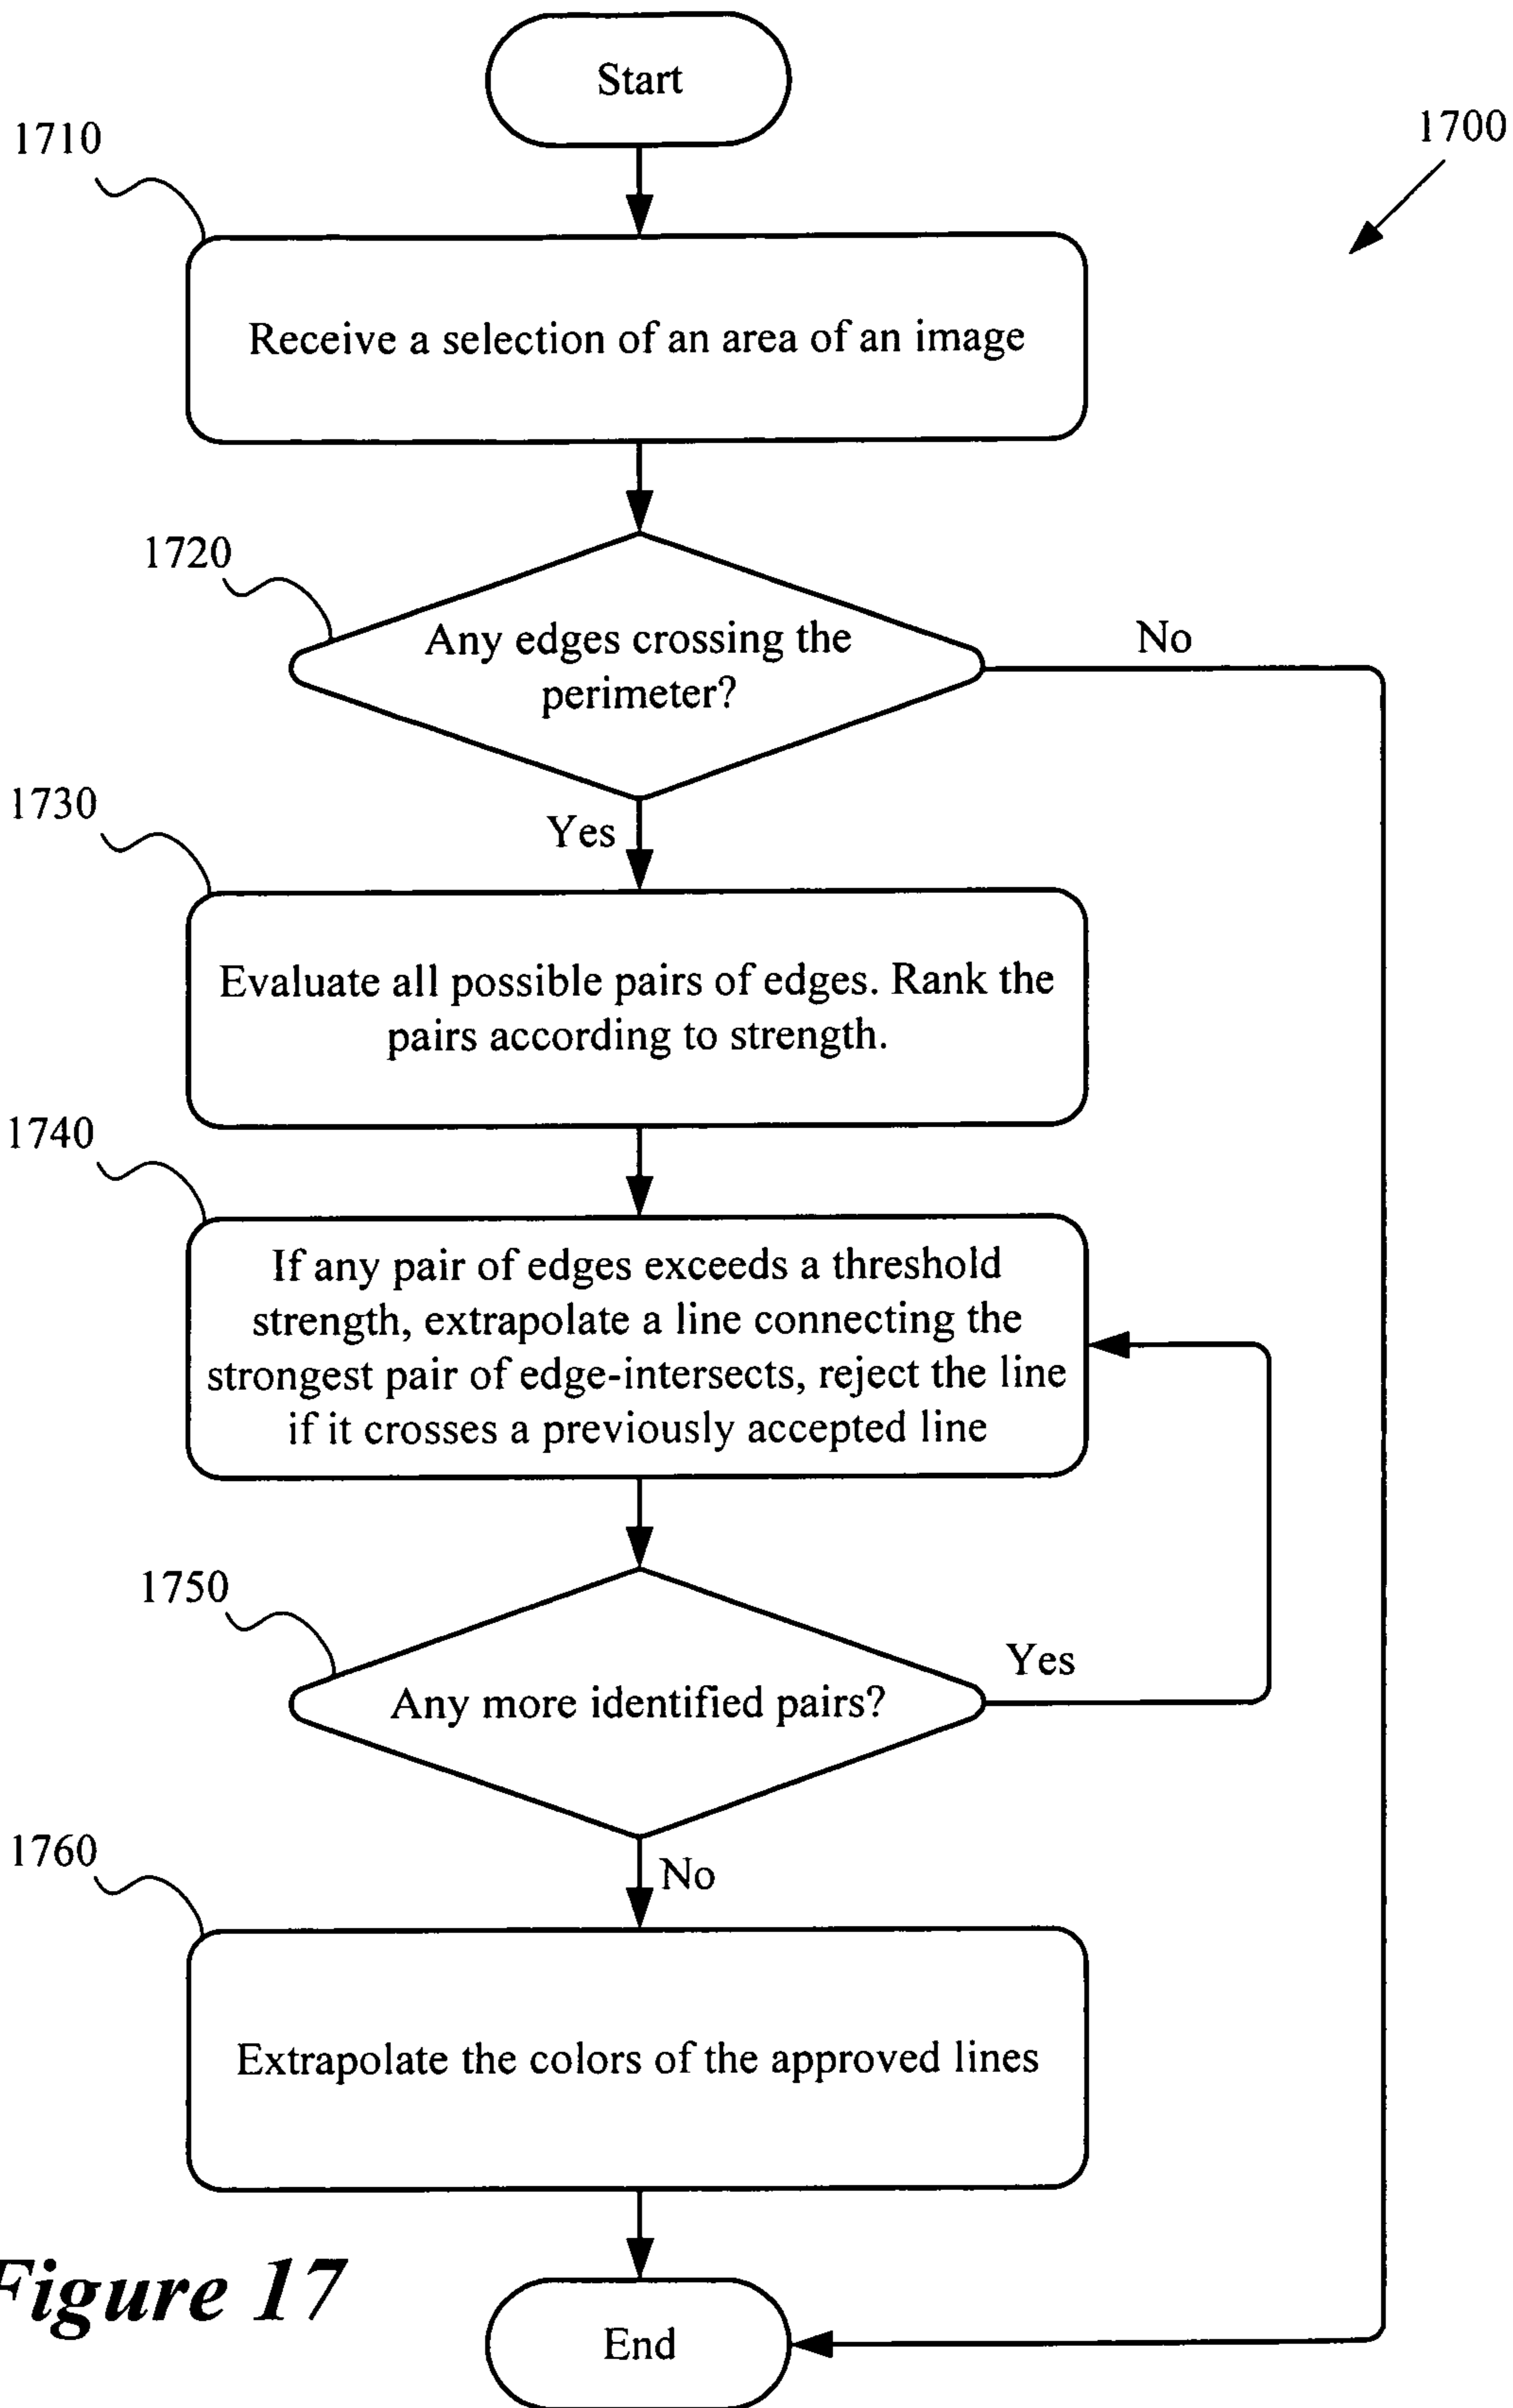 Start
1710
1700
Receive a selection of an area of an image
1720
Any edges crossing the
perimeter?
No
1730
Yes
Evaluate all possible pairs of edges. Rank the
pairs according to strength.
1740
If any pair of edges exceeds a threshold
strength, extrapolate a line connecting the
strongest pair of edge-intersects, reject the line
if it crosses a previously accepted line
1750
Any more identified pairs?
Yes
1760
No
Extrapolate the colors of the approved lines
Figure 17
End